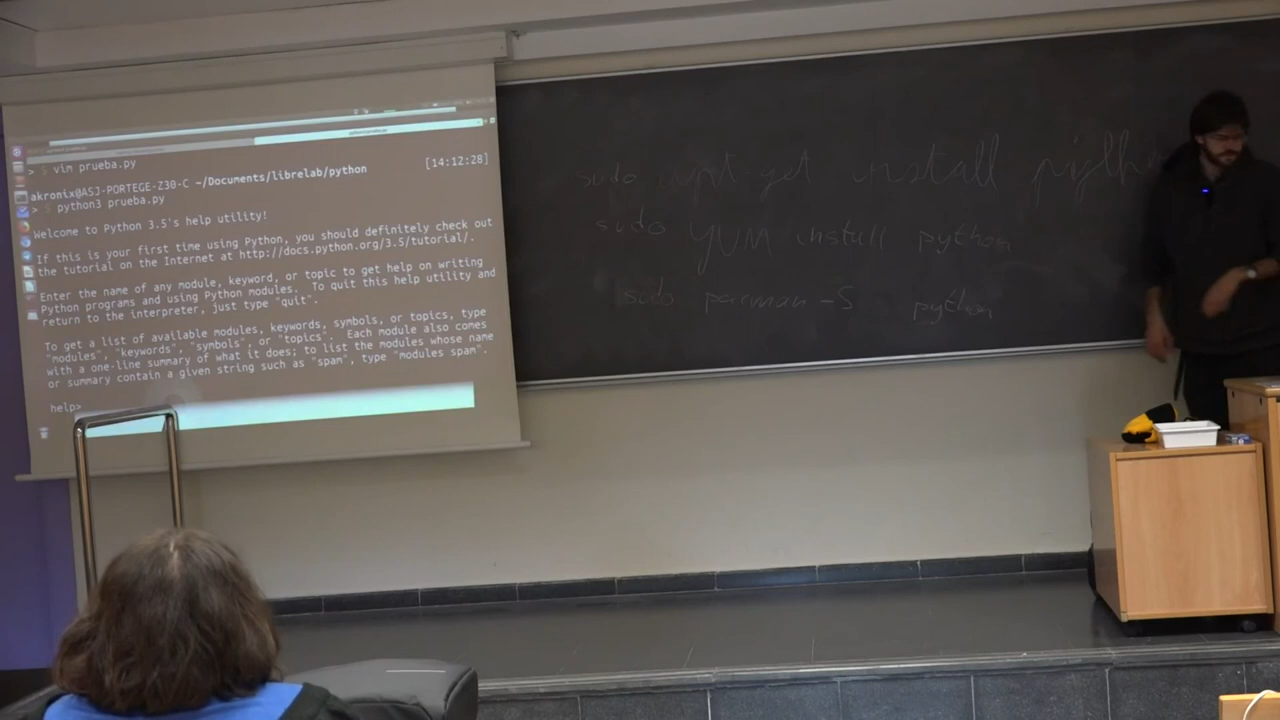 > $ vim prueba.py
akronix@ASJ-PORTEGE-Z30-C ~/Documents/librelab/python [14:12:28]
> $ python3 prueba.py
Welcome to Python 3.5's help utility!
If this is your first time using Python, you should definitely check out
the tutorial on the Internet at http://docs.python.org/3.5/tutorial/.
Enter the name of any module, keyword, or topic to get help on writing
Python programs and using Python modules. To quit this help utility and
return to the interpreter, just type "quit".
To get a list of available modules, keywords, symbols, or topics, type
"modules", "keywords", "symbols", or "topics". Each module also comes
with a one-line summary of what it does; to list the modules whose name
or summary contain a given string such as "spam", type "modules spam".
help>
sudo apt-get install pyth
sudo YUM install python
sudo pacman -S python